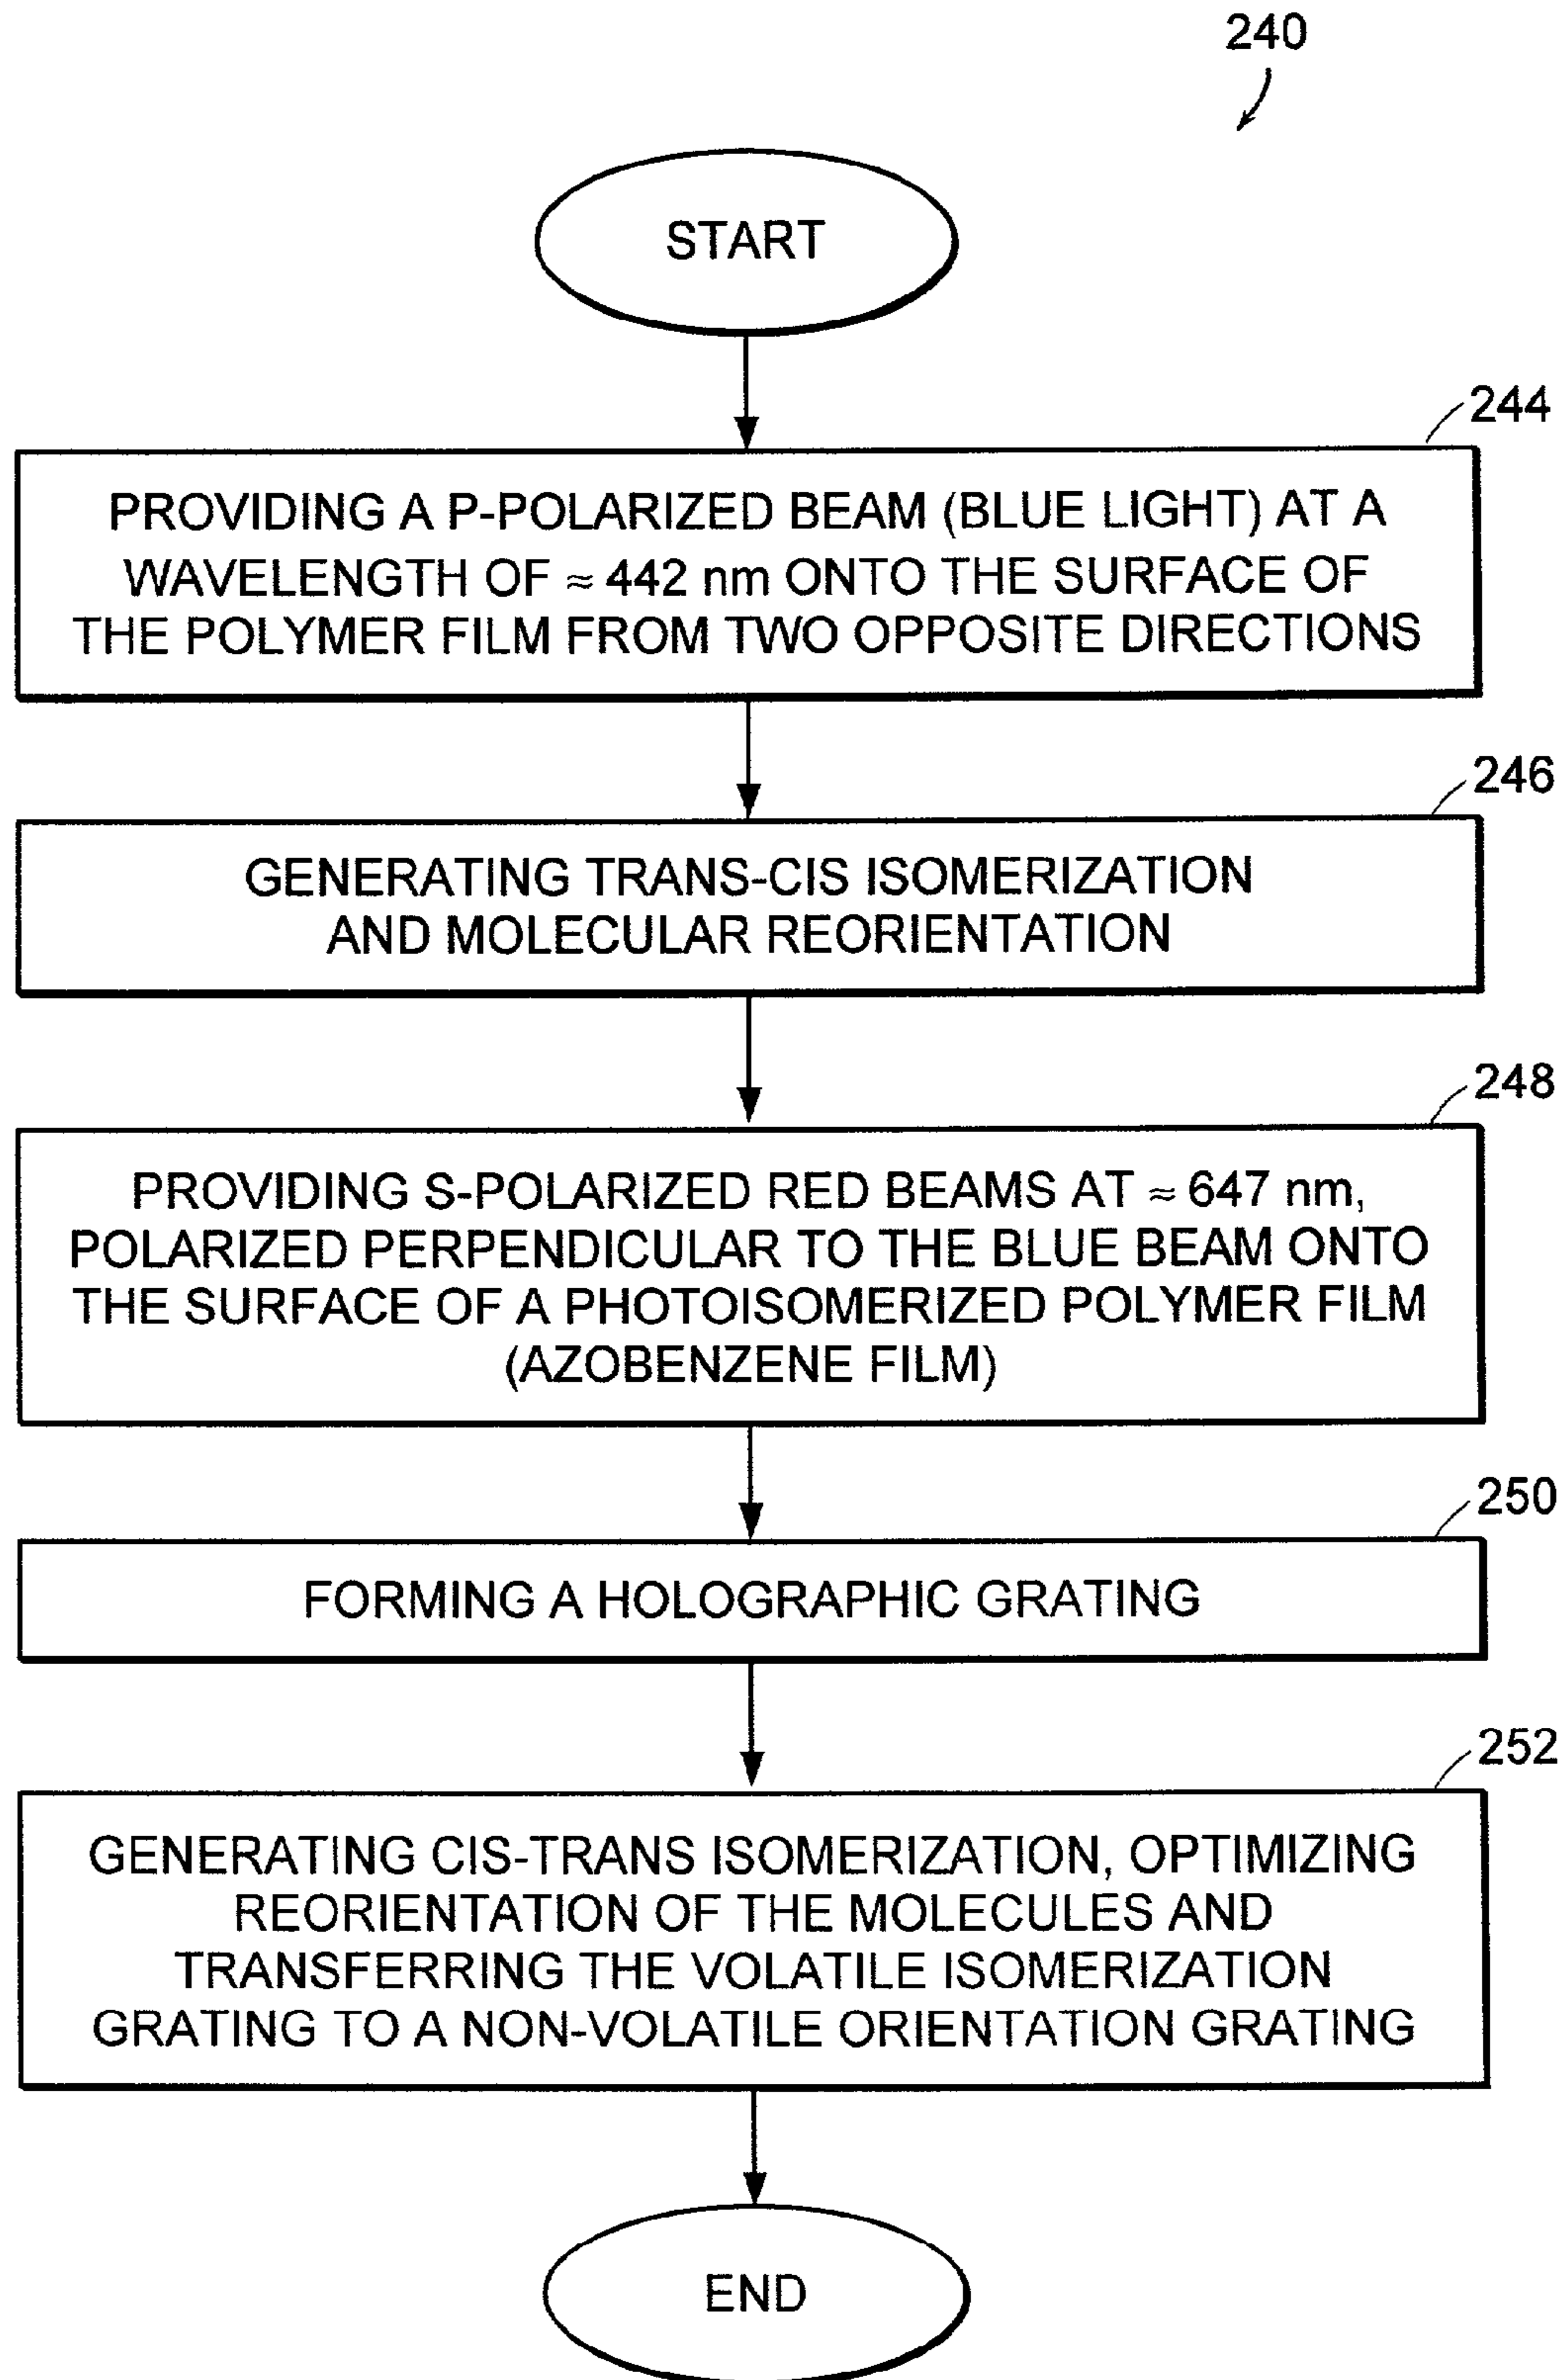 240
START
244
PROVIDING A P-POLARIZED BEAM (BLUE LIGHT) AT A
WAVELENGTH OF ≈ 442 nm ONTO THE SURFACE OF
THE POLYMER FILM FROM TWO OPPOSITE DIRECTIONS
246
GENERATING TRANS-CIS ISOMERIZATION
AND MOLECULAR REORIENTATION
248
PROVIDING S-POLARIZED RED BEAMS AT ≈ 647 nm,
POLARIZED PERPENDICULAR TO THE BLUE BEAM ONTO
THE SURFACE OF A PHOTOISOMERIZED POLYMER FILM
(AZOBENZENE FILM)
250
FORMING A HOLOGRAPHIC GRATING
252
GENERATING CIS-TRANS ISOMERIZATION, OPTIMIZING
REORIENTATION OF THE MOLECULES AND
TRANSFERRING THE VOLATILE ISOMERIZATION
GRATING TO A NON-VOLATILE ORIENTATION GRATING
END